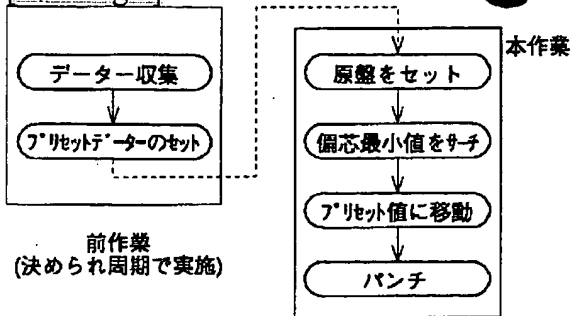 データー収集
プリセットデーターのセット
前作業
(決められ周期で実施)
本作業
原盤をセット
偏芯最小値をサーチ
プリセット値に移動
パンチ